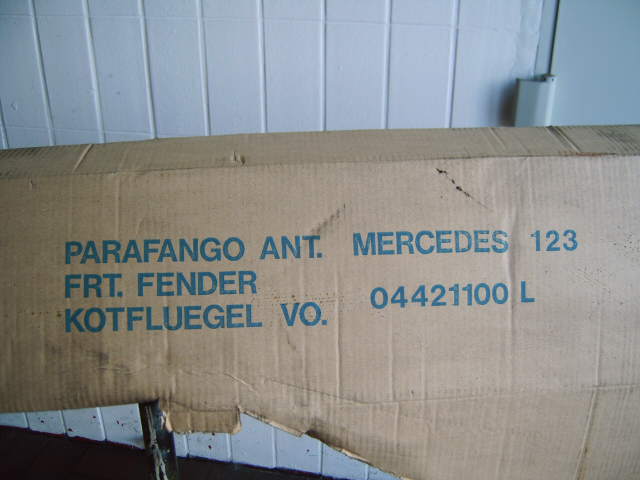 PARAFANGO ANT. MERCEDES 123
FRT. FENDER
KOTFLUEGEL VO. 04421100 L